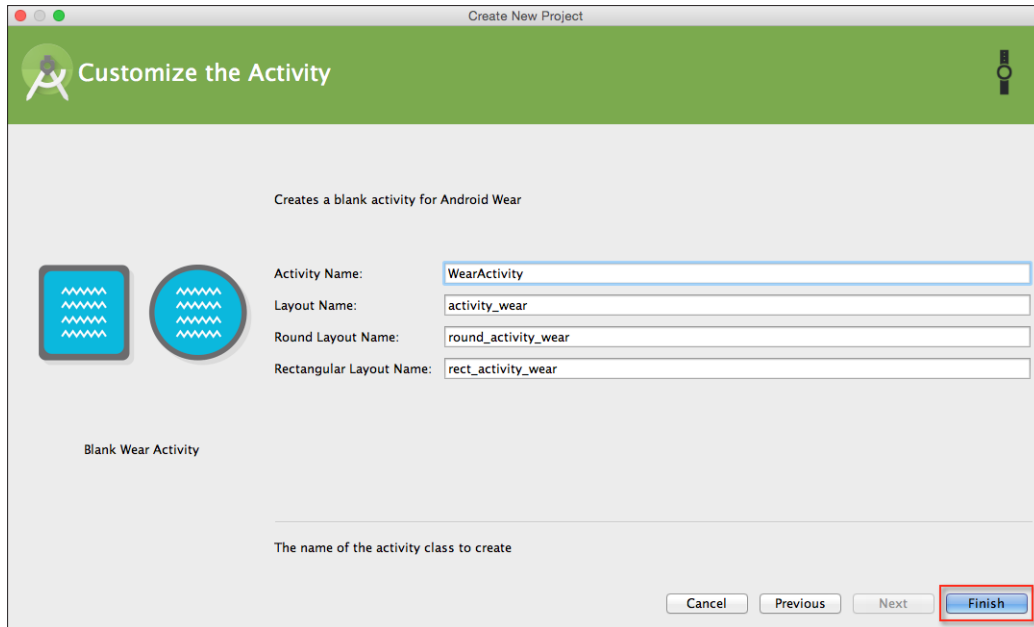 Create New Project
Customize the Activity
Creates a blank activity for Android Wear
Activity Name: WearActivity
Layout Name: activity_wear
Round Layout Name: round_activity_wear
Rectangular Layout Name: rect_activity_wear
Blank Wear Activity
The name of the activity class to create
Cancel Previous Next Finish